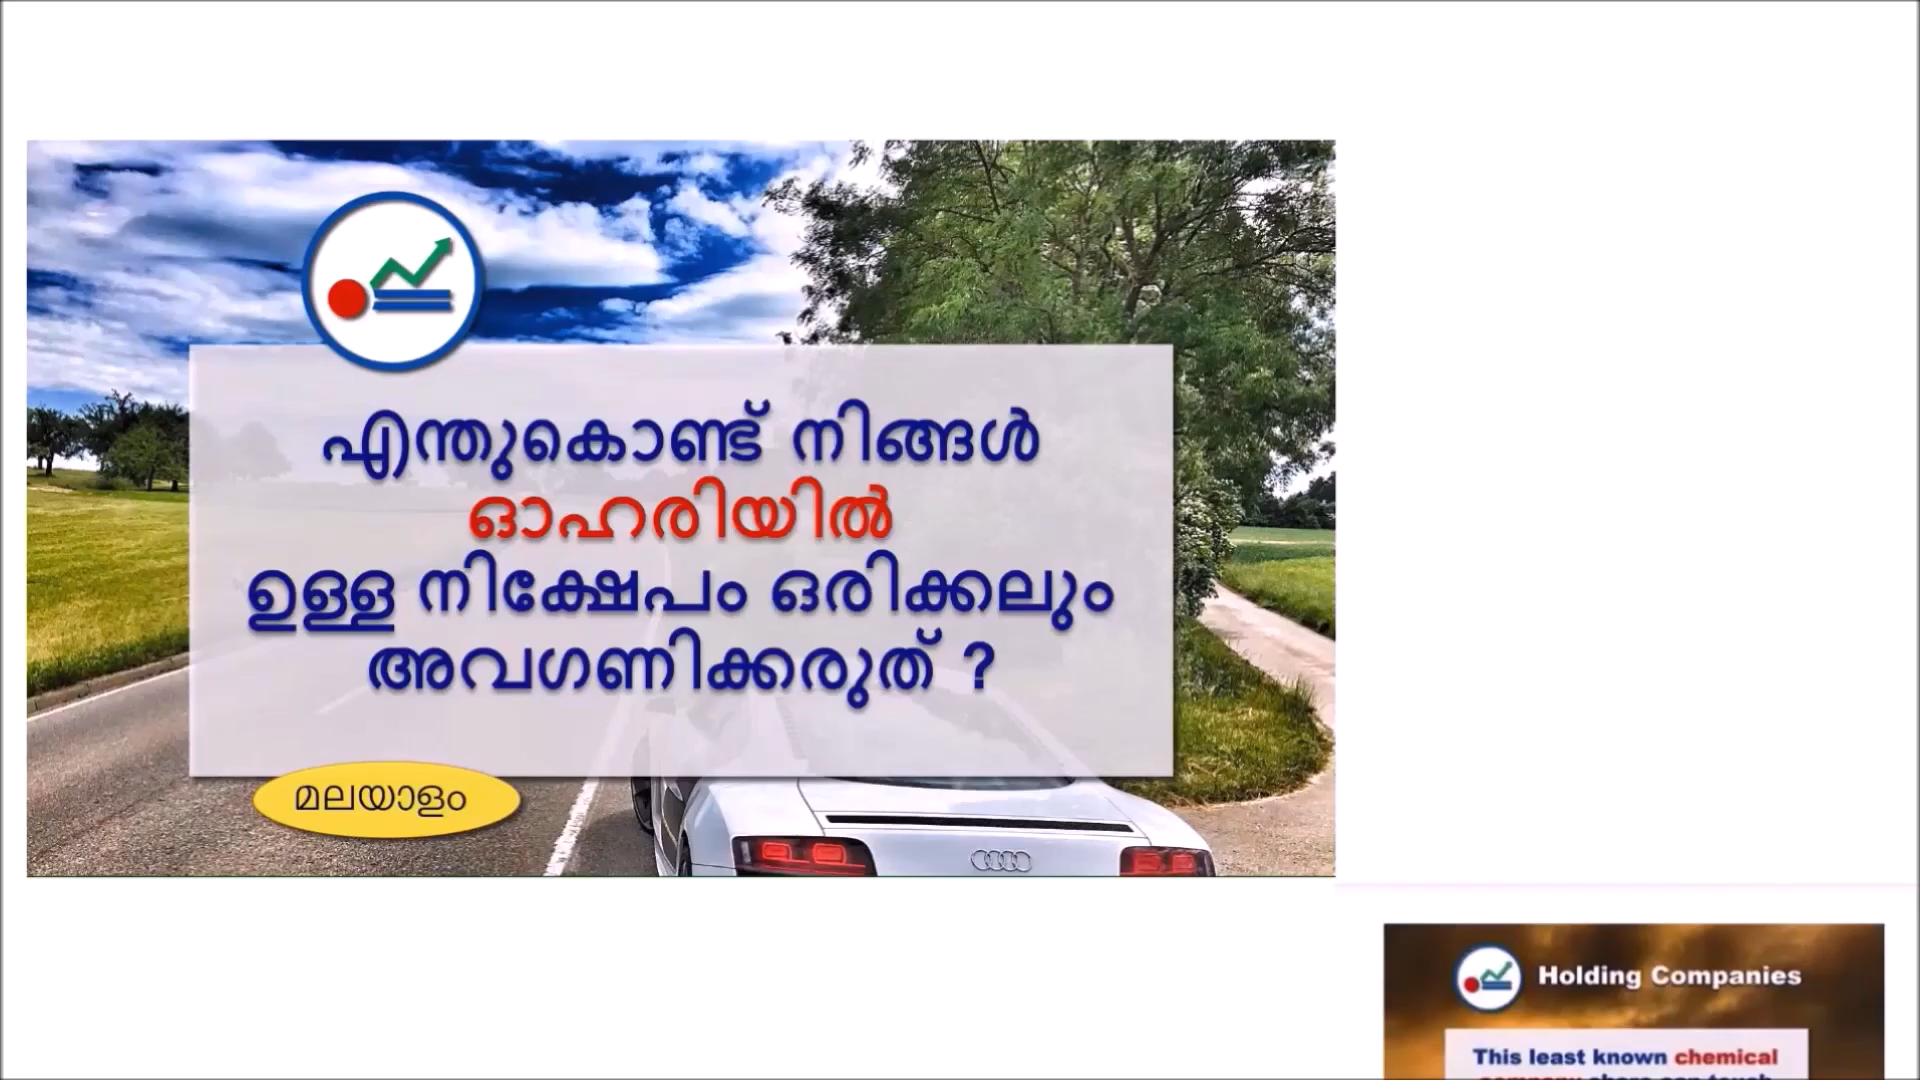 എന്തുകൊണ്ട് നിങ്ങൾ
ഓഹരിയിൽ
ഉള്ള നിക്ഷേപം ഒരിക്കലും
അവഗണിക്കരുത് ?
മലയാളം
Holding Companies
This least known chemical